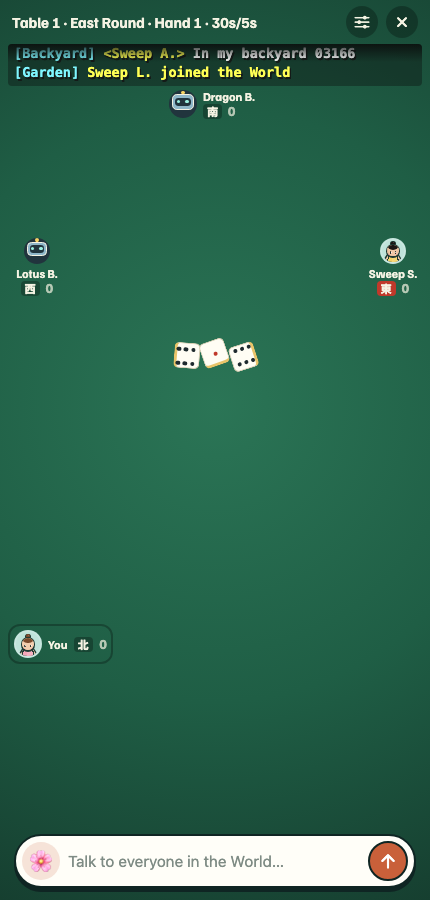 Table 1 · East Round · Hand 1 · 30s/5s
[Backyard] <Sweep A.> In my backyard 03166
[Garden] Sweep L. joined the World
Dragon B.
南 0
Lotus B.
西 0
Sweep S.
東 0
You 北 0
Talk to everyone in the World...